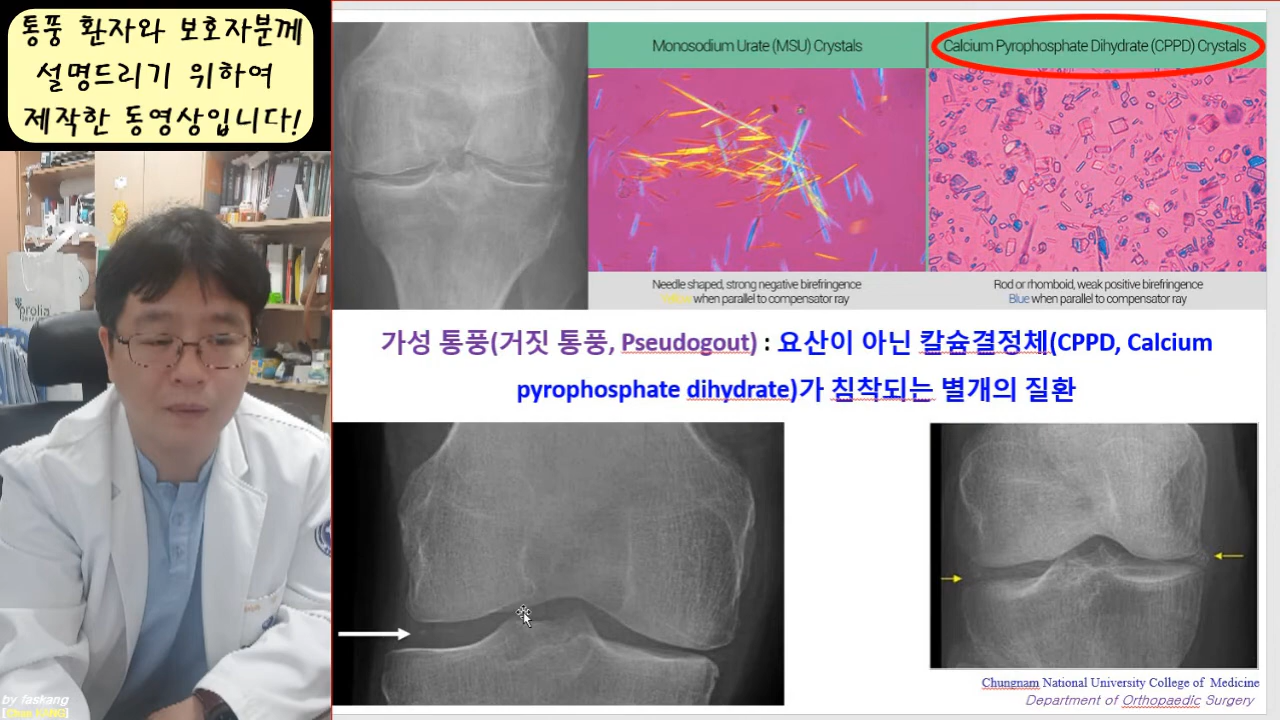 통풍 환자와 보호자분께
설명드리기 위하여
제작한 동영상입니다!
Monosodium Urate (MSU) Crystals
Calcium Pyrophosphate Dihydrate (CPPD) Crystals
Needle shaped, strong negative birefringence
Yellow when parallel to compensator ray
Rod or rhomboid, weak positive birefringence
Blue when parallel to compensator ray
가성 통풍(거짓 통풍, Pseudogout) : 요산이 아닌 칼슘결정체(CPPD, Calcium
pyrophosphate dihydrate)가 침착되는 별개의 질환
prolia
Chungnam National University College of Medicine
Department of Orthopaedic Surgery
by faskang